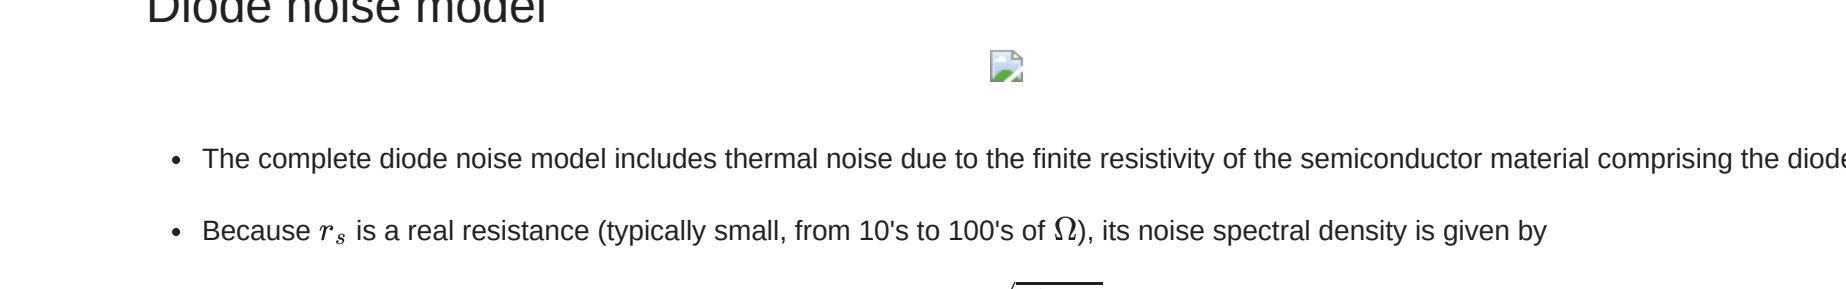 Diode noise model
The complete diode noise model includes thermal noise due to the finite resistivity of the semiconductor material comprising the diode
Because r_s is a real resistance (typically small, from 10's to 100's of Ω), its noise spectral density is given by